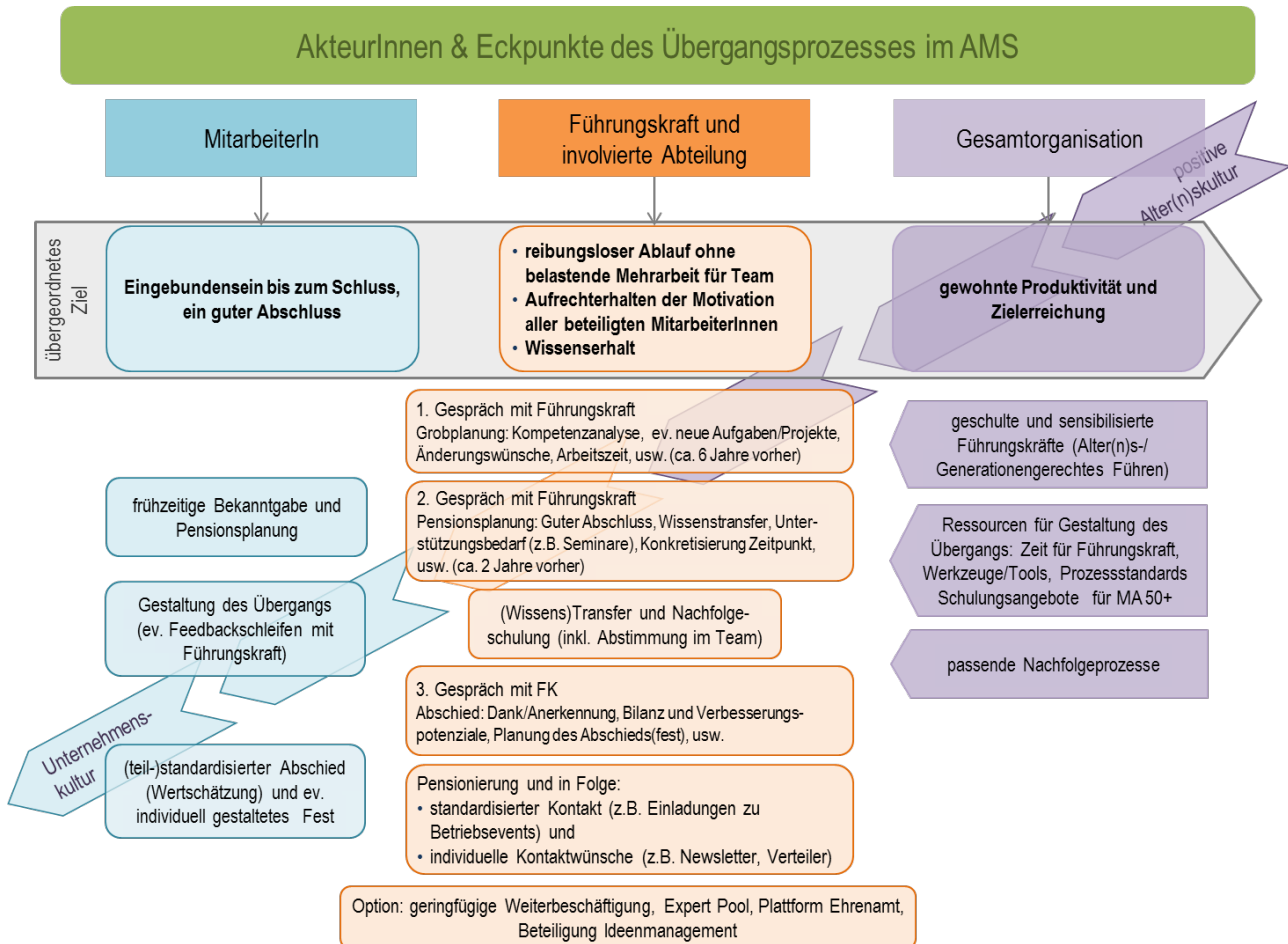 AkteurInnen & Eckpunkte des Übergangsprozesses im AMS
MitarbeiterIn
Führungskraft und
involvierte Abteilung
Gesamtorganisation
positive
Alter(n)skultur
übergeordnetes
Ziel
Eingebundensein bis zum Schluss,
ein guter Abschluss
• reibungsloser Ablauf ohne
belastende Mehrarbeit für Team
• Aufrechterhalten der Motivation
aller beteiligten MitarbeiterInnen
• Wissenserhalt
gewohnte Produktivität und
Zielerreichung
frühzeitige Bekanntgabe und
Pensionsplanung
Gestaltung des Übergangs
(ev. Feedbackschleifen mit
Führungskraft)
Unternehmens-
kultur
(teil-)standardisierter Abschied
(Wertschätzung) und ev.
individuell gestaltetes Fest
1. Gespräch mit Führungskraft
Grobplanung: Kompetenzanalyse, ev. neue Aufgaben/Projekte,
Änderungswünsche, Arbeitszeit, usw. (ca. 6 Jahre vorher)
2. Gespräch mit Führungskraft
Pensionsplanung: Guter Abschluss, Wissenstransfer, Unter-
stützungsbedarf (z.B. Seminare), Konkretisierung Zeitpunkt,
usw. (ca. 2 Jahre vorher)
(Wissens)Transfer und Nachfolge-
schulung (inkl. Abstimmung im Team)
3. Gespräch mit FK
Abschied: Dank/Anerkennung, Bilanz und Verbesserungs-
potenziale, Planung des Abschieds(fest), usw.
Pensionierung und in Folge:
• standardisierter Kontakt (z.B. Einladungen zu
Betriebsevents) und
• individuelle Kontaktwünsche (z.B. Newsletter, Verteiler)
Option: geringfügige Weiterbeschäftigung, Expert Pool, Plattform Ehrenamt,
Beteiligung Ideenmanagement
geschulte und sensibilisierte
Führungskräfte (Alter(n)s-/
Generationengerechtes Führen)
Ressourcen für Gestaltung des
Übergangs: Zeit für Führungskraft,
Werkzeuge/Tools, Prozessstandards
Schulungsangebote für MA 50+
passende Nachfolgeprozesse